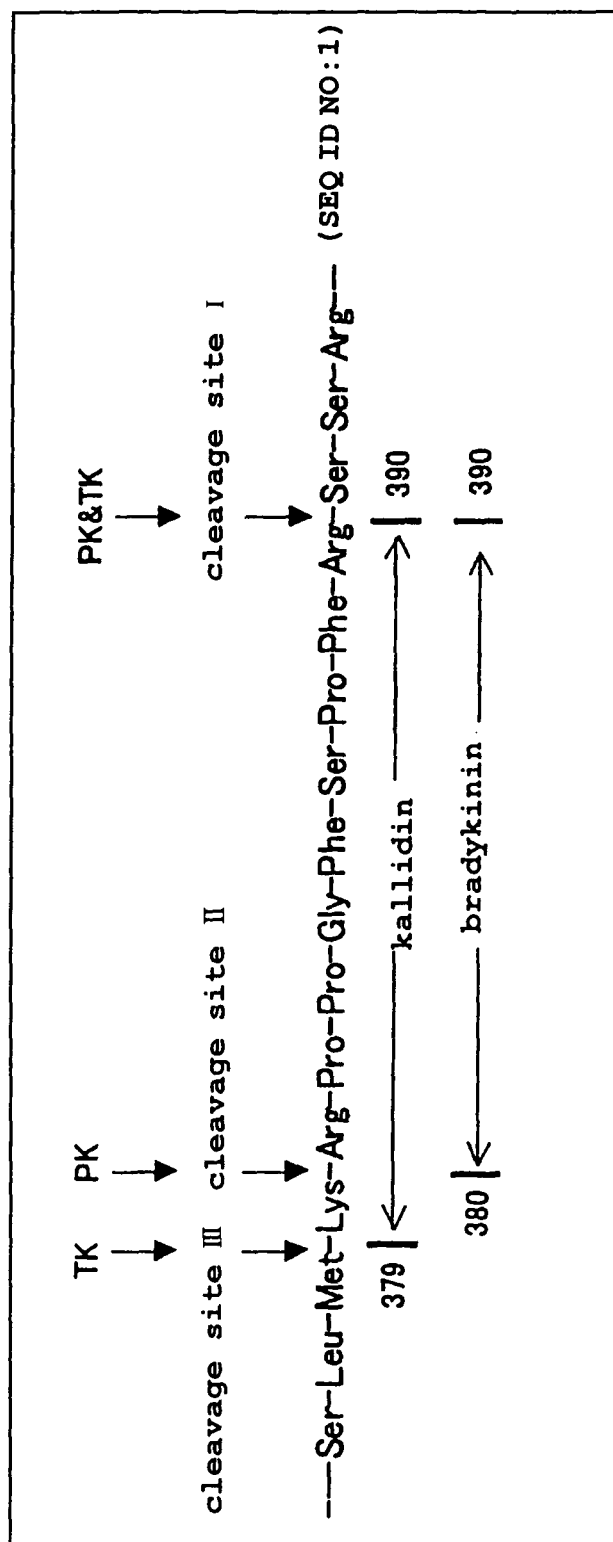 TK PK PK&TK
cleavage site III cleavage site II cleavage site I
——Ser-Leu-Met-Lys-Arg-Pro-Pro-Gly-Phe-Ser-Pro-Phe-Arg-Ser-Ser-Arg—— (SEQ ID NO:1)
379 kallidin 390
380 bradykinin 390